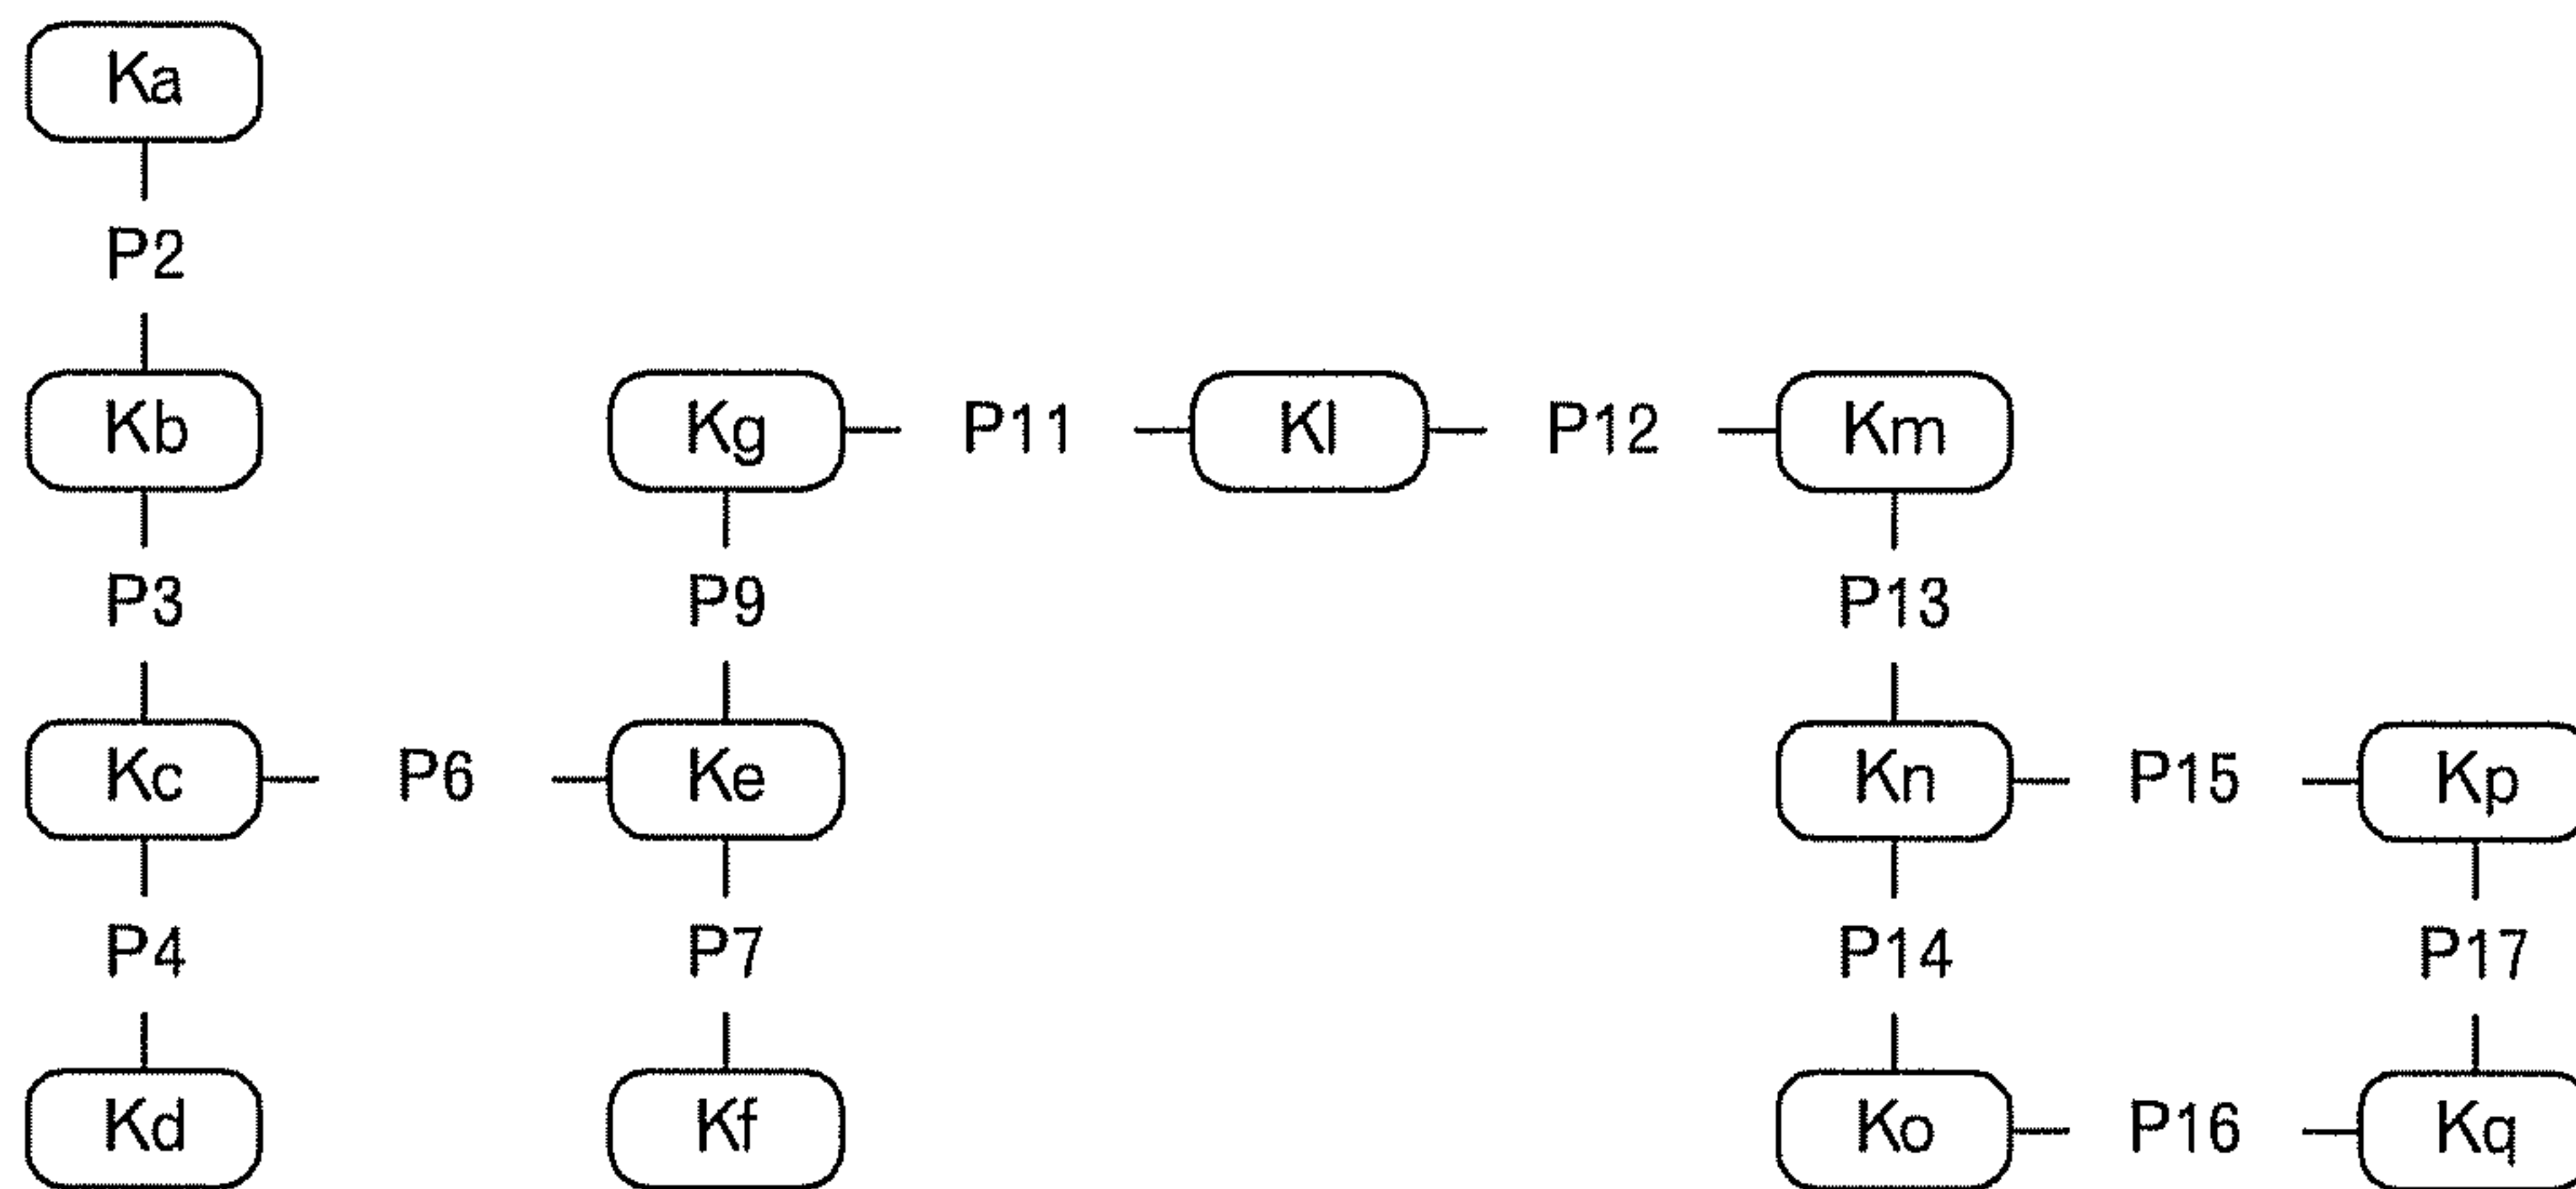 Ka
P2
Kb Kg P11 Kl P12 Km
P3 P9 P13
Kc P6 Ke Kn P15 Kp
P4 P7 P14 P17
Kd Kf Ko P16 Kq